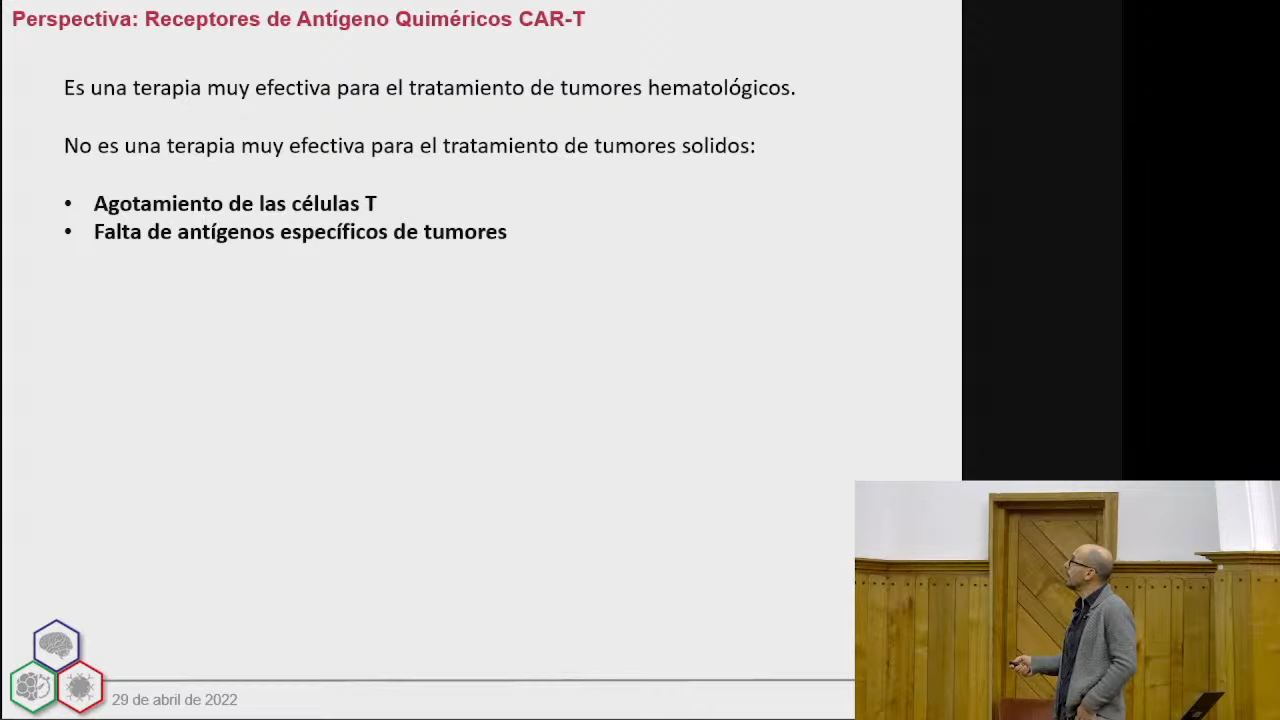 Perspectiva: Receptores de Antígeno Quiméricos CAR-T
Es una terapia muy efectiva para el tratamiento de tumores hematológicos.
No es una terapia muy efectiva para el tratamiento de tumores solidos:
• Agotamiento de las células T
• Falta de antígenos específicos de tumores
29 de abril de 2022